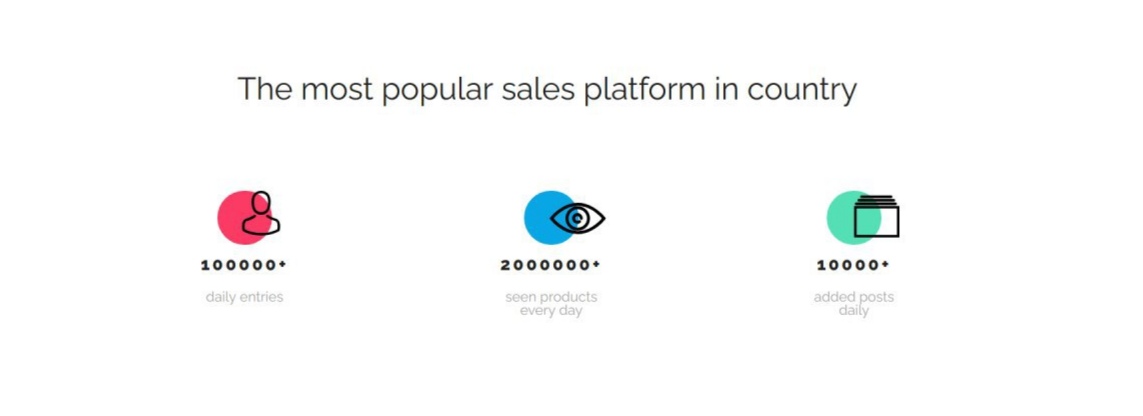 The most popular sales platform in country
100000+
daily entries
2000000+
seen products
every day
10000+
added posts
daily